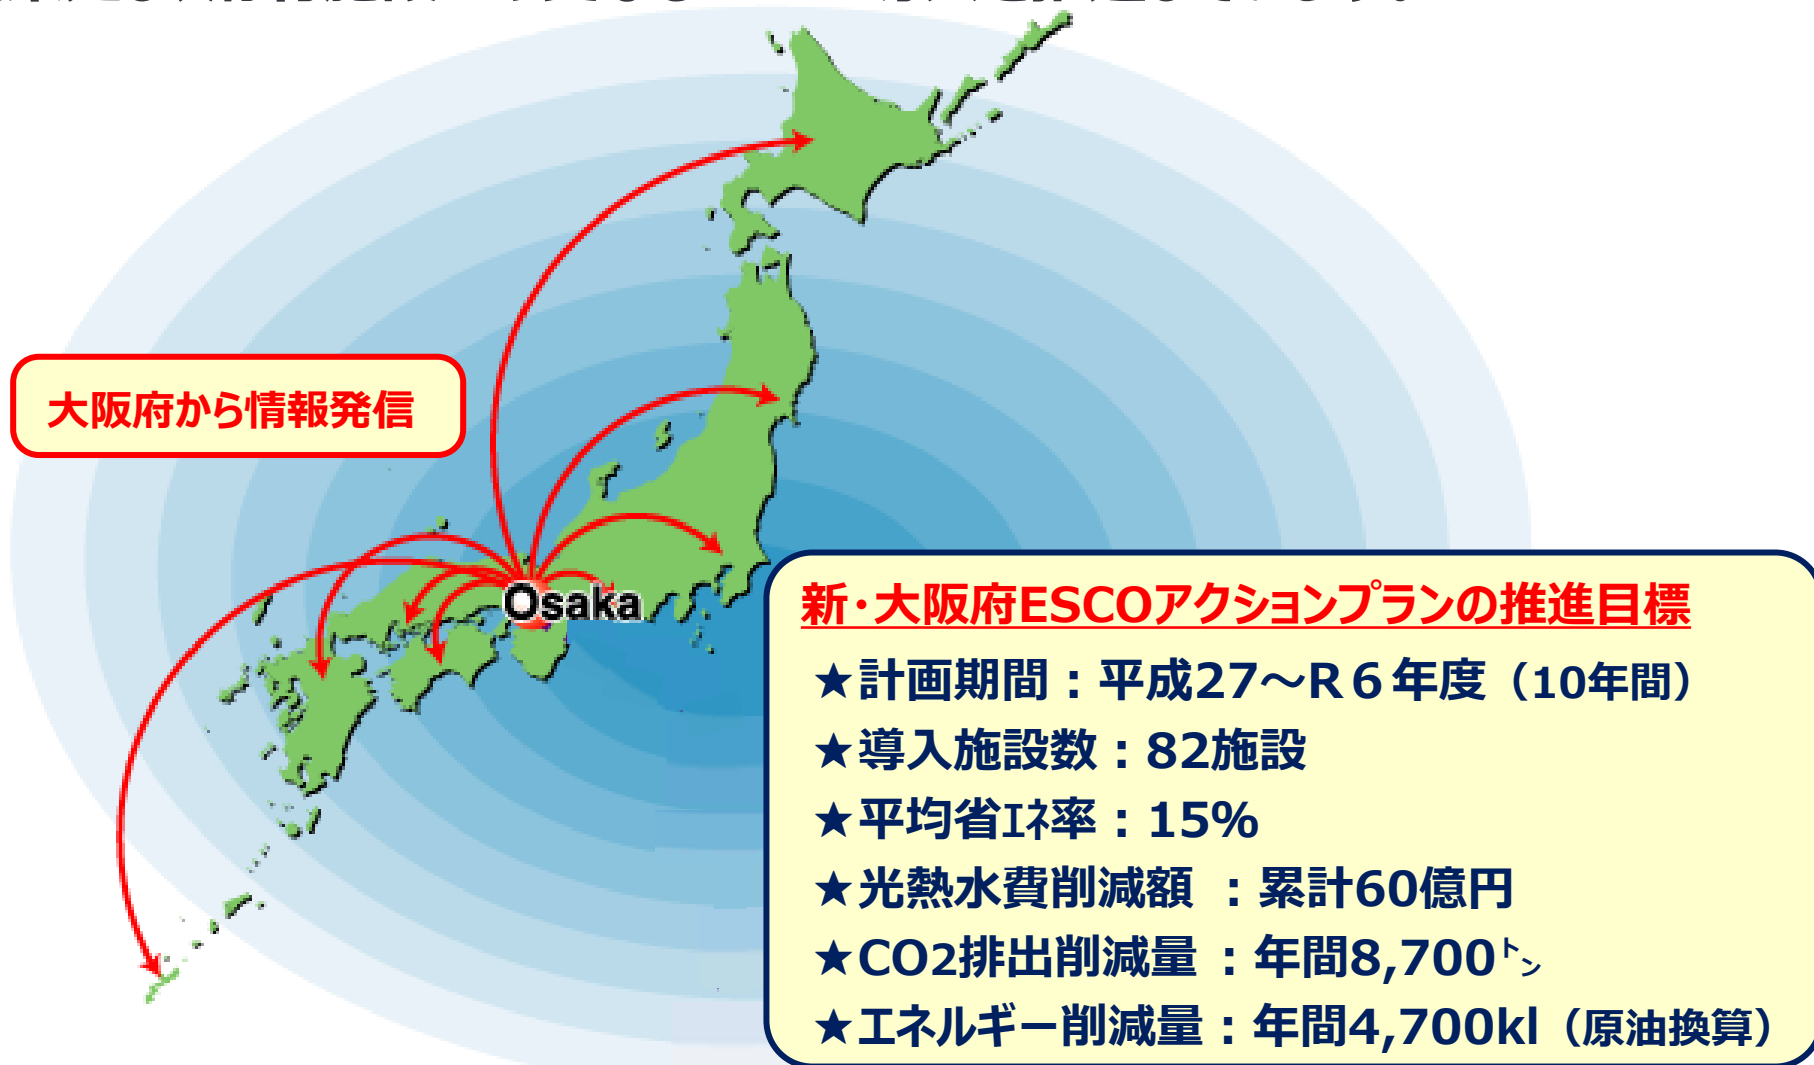 大阪府から情報発信
Osaka
新・大阪府ESCOアクションプランの推進目標
★計画期間：平成27～R６年度（10年間）
★導入施設数：82施設
★平均省ｴﾈ率：15%
★光熱水費削減額 ：累計60億円
★CO2排出削減量 ：年間8,700㌧
★エネルギー削減量：年間4,700kl（原油換算）